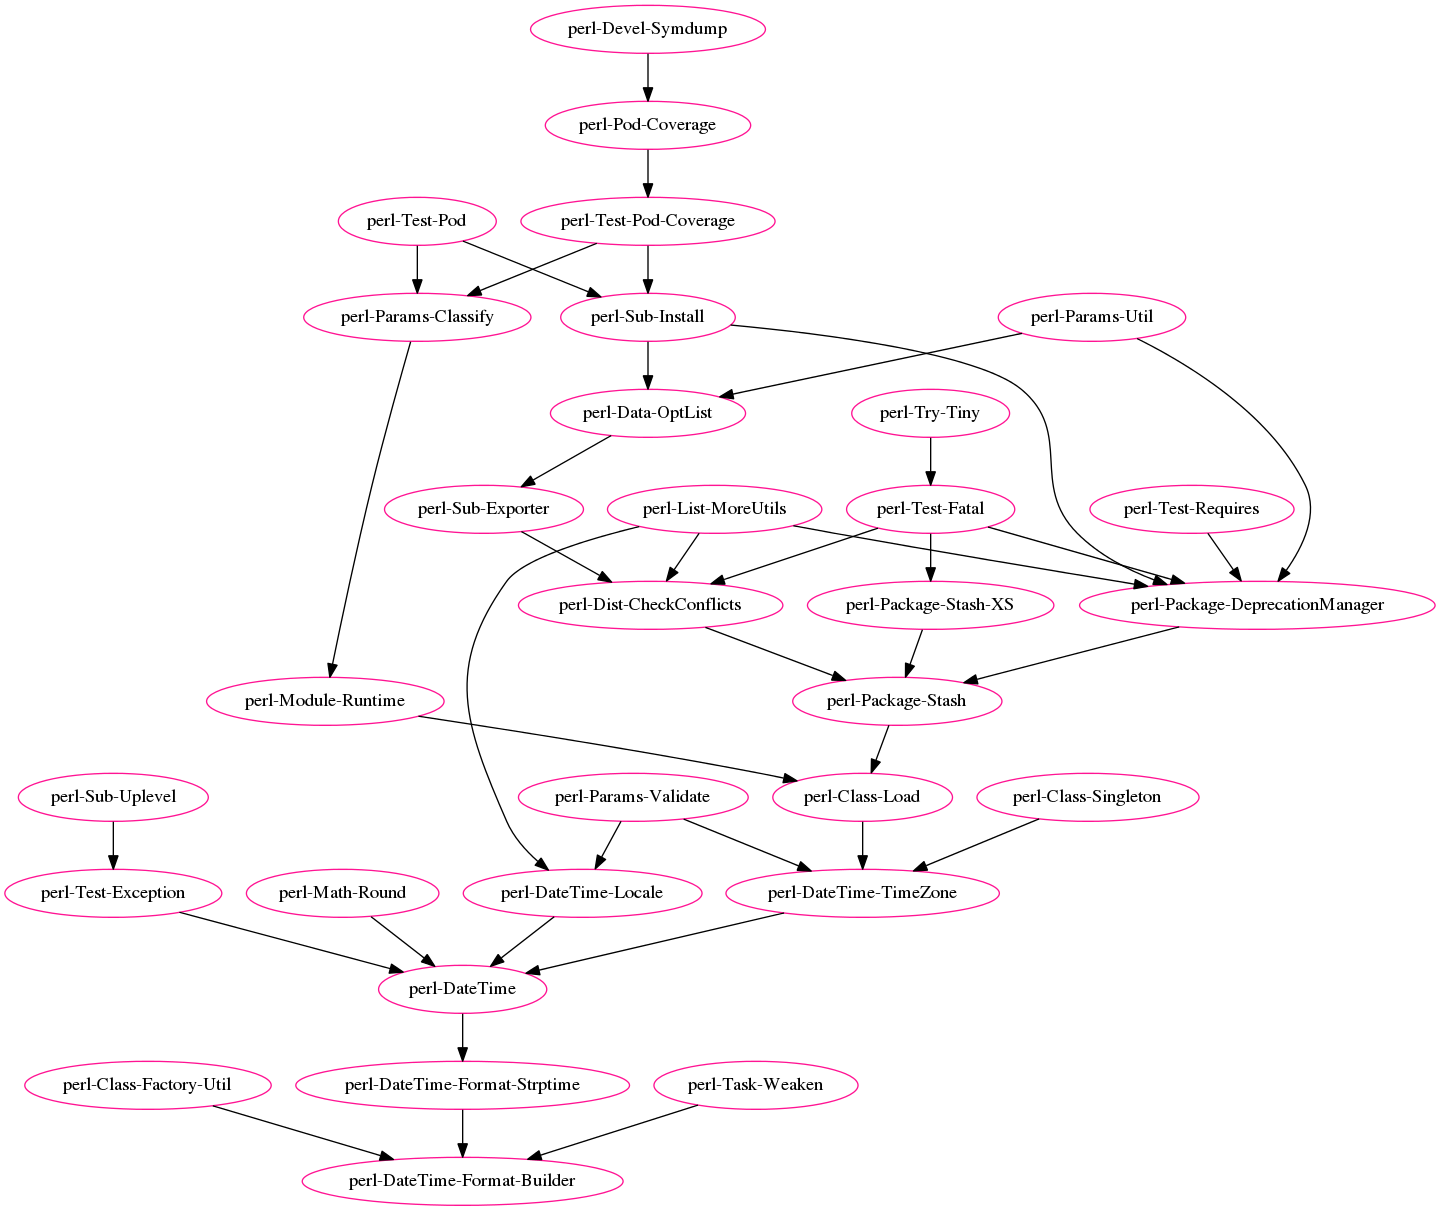 perl-Devel-Symdump
perl-Pod-Coverage
perl-Test-Pod
perl-Test-Pod-Coverage
perl-Params-Classify
perl-Sub-Install
perl-Params-Util
perl-Data-OptList
perl-Try-Tiny
perl-Sub-Exporter
perl-List-MoreUtils
perl-Test-Fatal
perl-Test-Requires
perl-Dist-CheckConflicts
perl-Package-Stash-XS
perl-Package-DeprecationManager
perl-Module-Runtime
perl-Package-Stash
perl-Sub-Uplevel
perl-Params-Validate
perl-Class-Load
perl-Class-Singleton
perl-Test-Exception
perl-Math-Round
perl-DateTime-Locale
perl-DateTime-TimeZone
perl-DateTime
perl-Class-Factory-Util
perl-DateTime-Format-Strptime
perl-Task-Weaken
perl-DateTime-Format-Builder